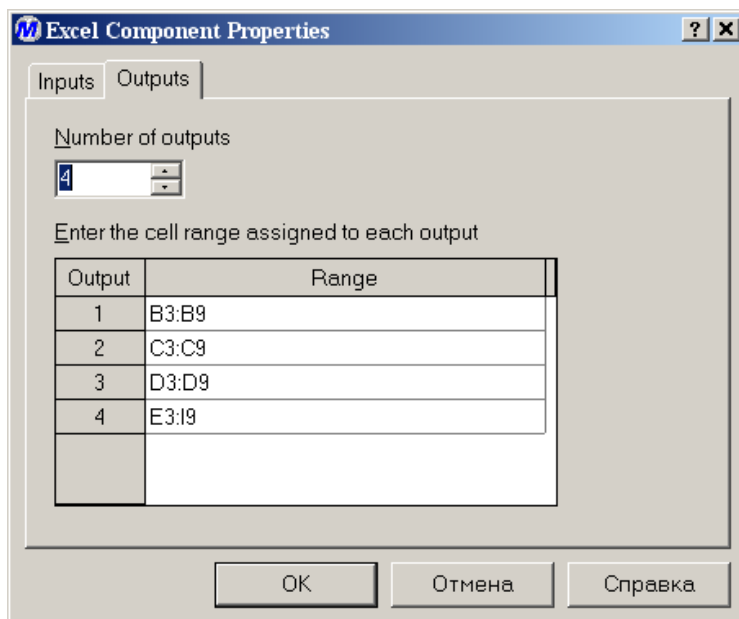 Excel Component Properties
Inputs Outputs
Number of outputs
4
Enter the cell range assigned to each output
Output Range
1 B3:B9
2 C3:C9
3 D3:D9
4 E3:I9
OK Отмена Справка